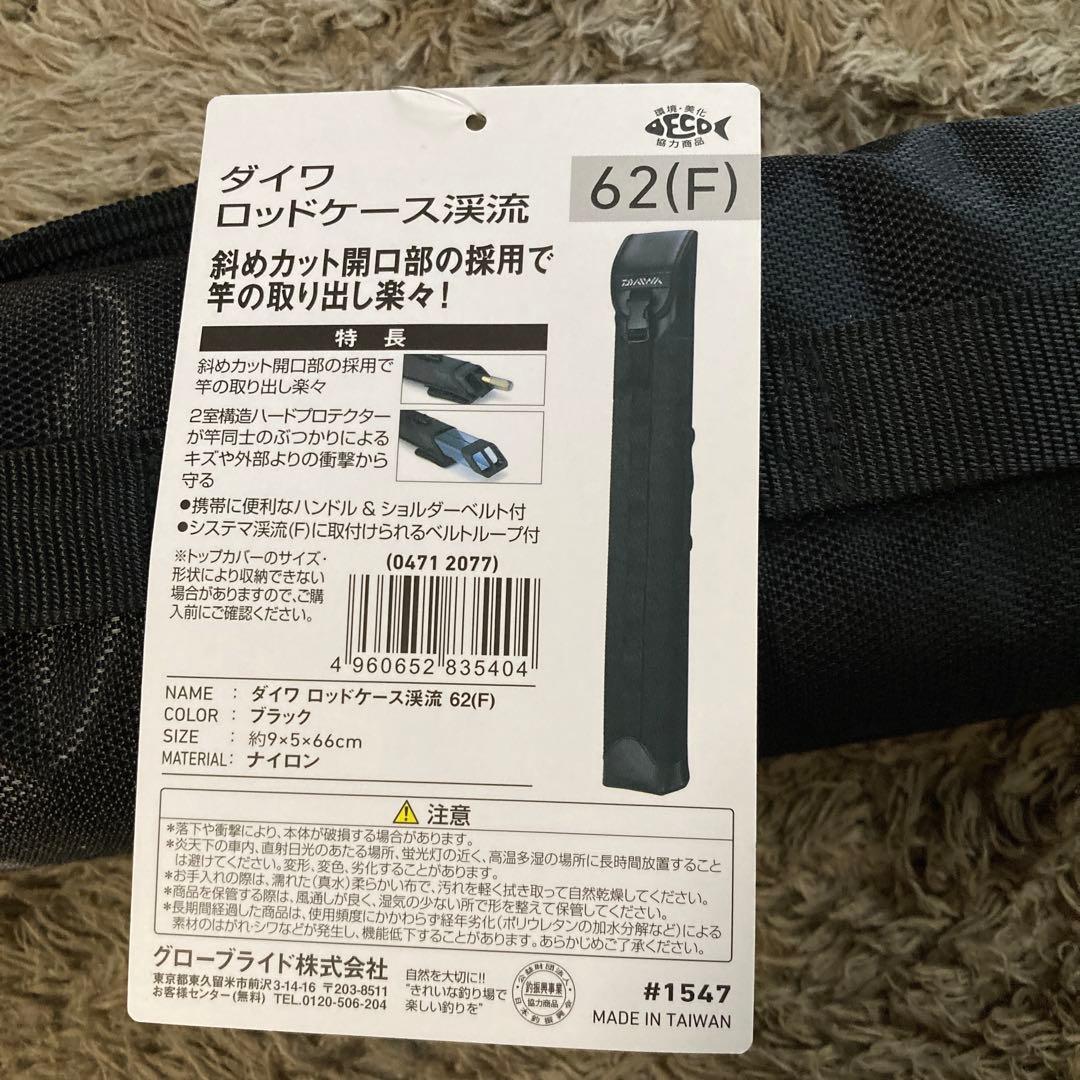 環境・美化
ECO
協力商品
ダイワ
ロッドケース渓流
62(F)
斜めカット開口部の採用で
竿の取り出し楽々!
特長
斜めカット開口部の採用で
竿の取り出し楽々
2室構造ハードプロテクター
が竿同士のぶつかりによる
キズや外部よりの衝撃から
守る
●携帯に便利なハンドル & ショルダーベルト付
●システマ渓流(F)に取付けられるベルトループ付
※トップカバーのサイズ・
形状により収納できない
場合がありますので、ご購
入前にご確認ください。
(0471 2077)
4 960652 835404
DAIWA
NAME : ダイワ ロッドケース渓流 62(F)
COLOR : ブラック
SIZE : 約9×5×66cm
MATERIAL: ナイロン
注意
*落下や衝撃により、本体が破損する場合があります。
*炎天下の車内、直射日光のあたる場所、蛍光灯の近く、高温多湿の場所に長時間放置すること
は避けてください。変形、変色、劣化することがあります。
*お手入れの際は、濡れた(真水)柔らかい布で、汚れを軽く拭き取って自然乾燥してください。
*商品を保管する際は、風通しが良く、湿気の少ない所で形を整えて保管してください。
*長期間経過した商品は、使用頻度にかかわらず経年劣化(ポリウレタンの加水分解など)による
素材のはがれ・シワなどが発生し、機能低下することがあります。あらかじめご了承ください。
グローブライド株式会社
東京都東久留米市前沢3-14-16 〒203-8511
お客様センター(無料) TEL.0120-506-204
自然を大切に!!
"きれいな釣り場で
楽しい釣りを"
公益財団法人
釣振興事業
協力商品
日本釣振興会
#1547
MADE IN TAIWAN